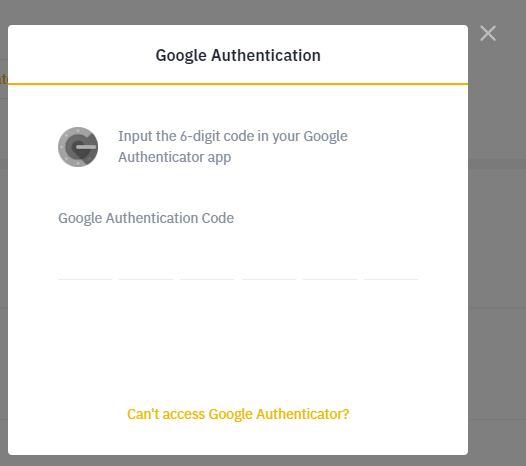 Google Authentication
Input the 6-digit code in your Google
Authenticator app
Google Authentication Code
Can't access Google Authenticator?